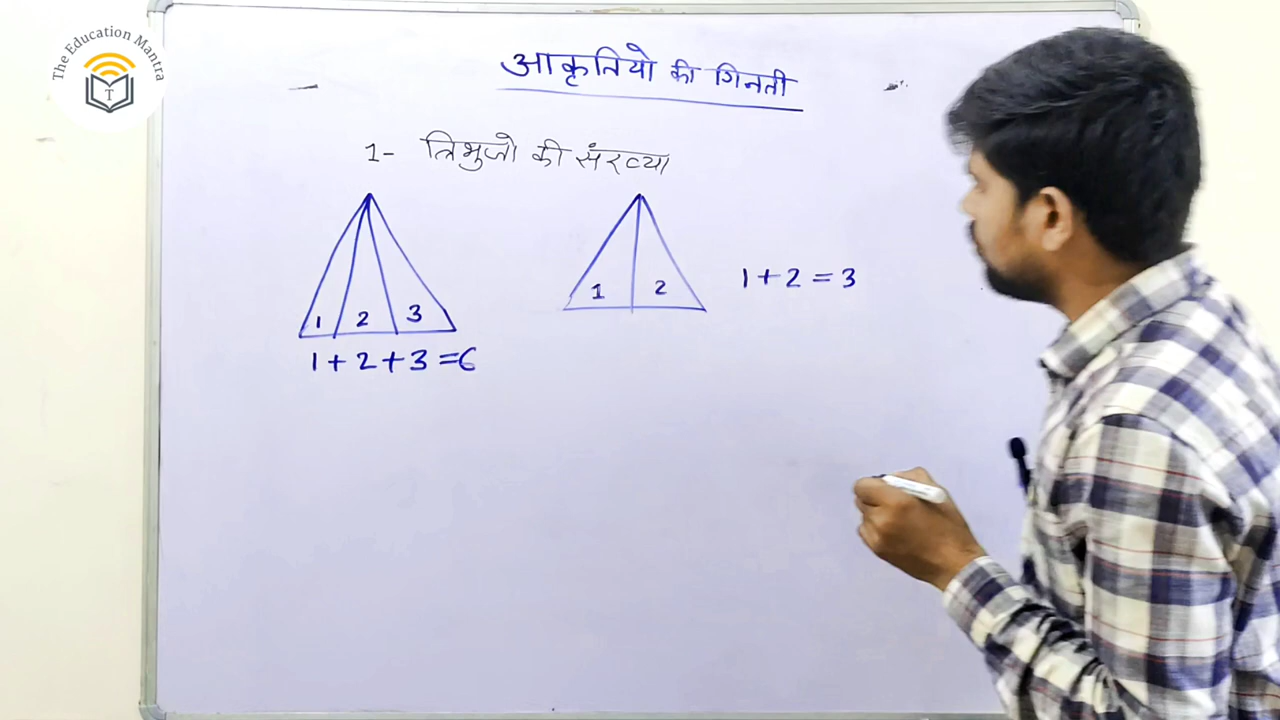 The Education Mantra
T
आकृतियो की गिनती
1- त्रिभुजो की संख्या
1 2 3
1+2+3=6
1 2
1+2=3